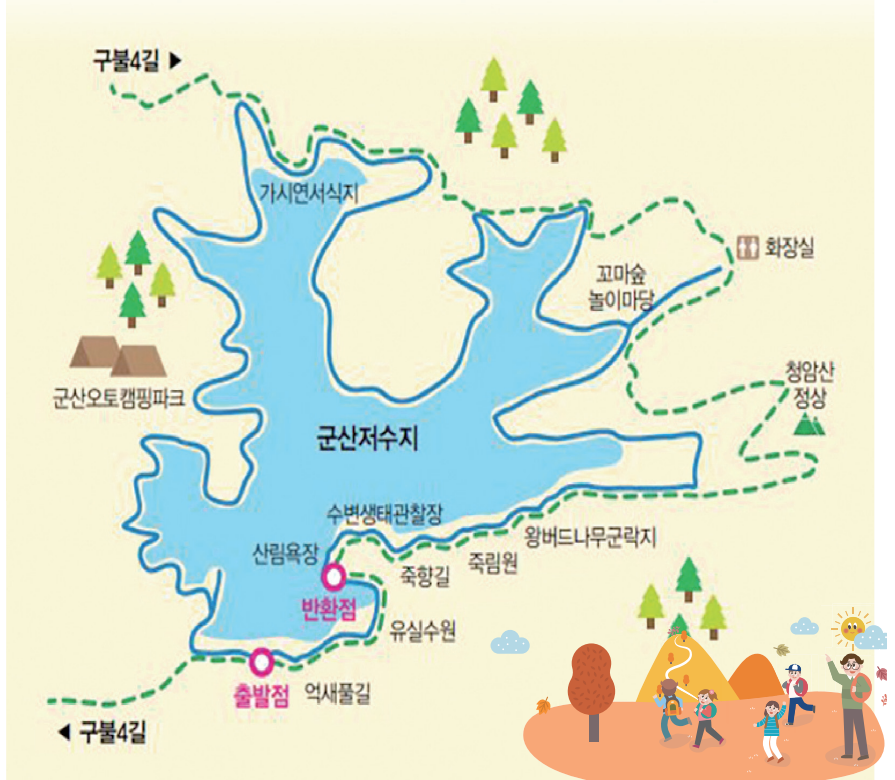 구불4길 ▶
가시연서식지
화장실
꼬마숲
놀이마당
청암산
정상
군산오토캠핑파크
군산저수지
수변생태관찰장
왕버드나무군락지
산림욕장
죽림원
죽향길
반환점
유실수원
출발점
억새풀길
◀ 구불4길